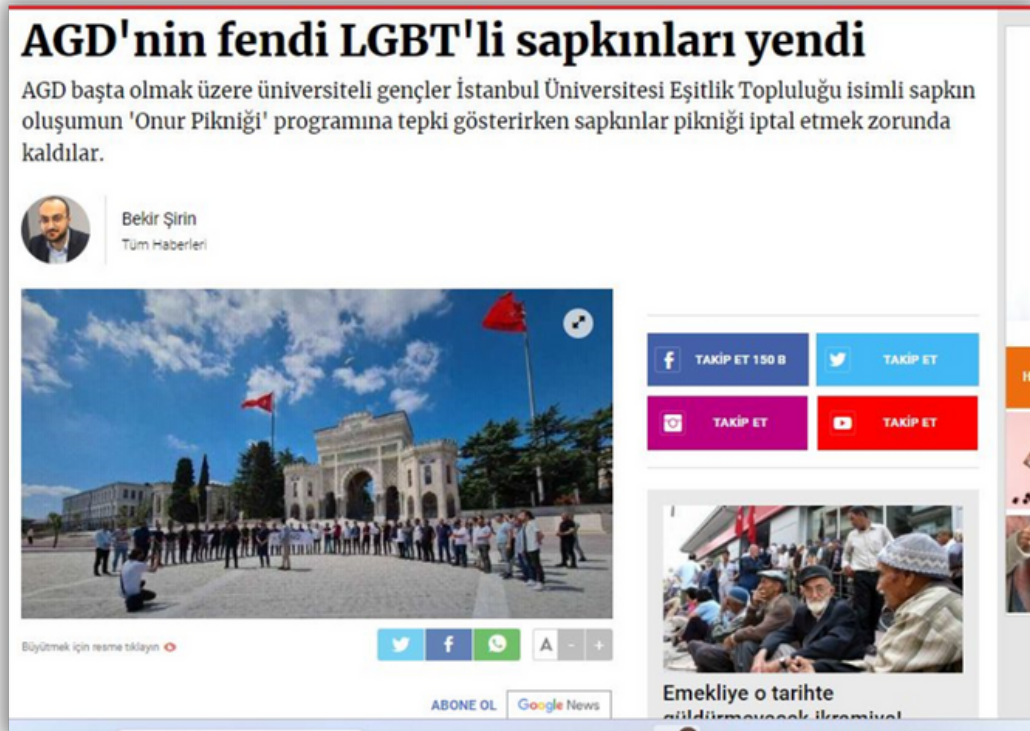 AGD'nin fendi LGBT'li sapkınları yendi
AGD başta olmak üzere üniversiteli gençler İstanbul Üniversitesi Eşitlik Topluluğu isimli sapkın
oluşumun 'Onur Pikniği' programına tepki gösterirken sapkınlar pikniği iptal etmek zorunda
kaldılar.
Bekir Şirin
Tüm Haberleri
TAKİP ET 150 B
TAKİP ET
TAKİP ET
TAKİP ET
Büyütmek için resme tıklayın
A - +
ABONE OL
Google News
Emekliye o tarihte
güldürmeyecek ikramiye!
H